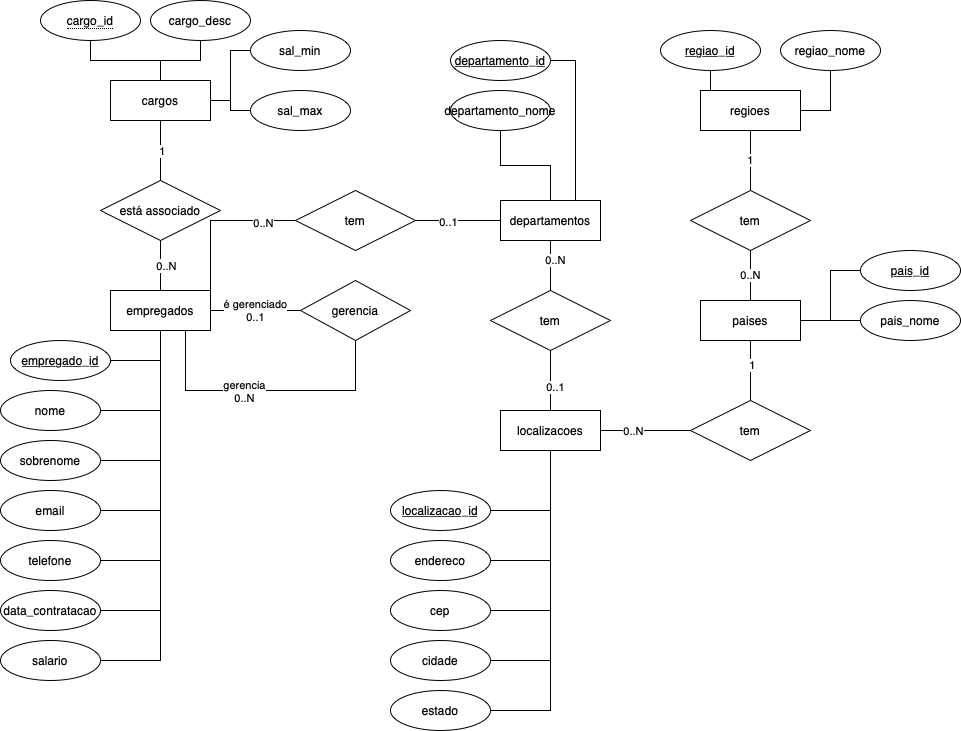 cargo_id
cargo_desc
sal_min
sal_max
cargos
1
está associado
0..N
empregados
0..N
tem
0..1
é gerenciado
0..1
gerencia
gerencia
0..N
empregado_id
nome
sobrenome
email
telefone
data_contratacao
salario
departamento_id
departamento_nome
departamentos
0..N
tem
0..1
localizacoes
0..N
localizacao_id
endereco
cep
cidade
estado
regiao_id
regiao_nome
regioes
1
tem
0..N
pais_id
paises
pais_nome
1
tem